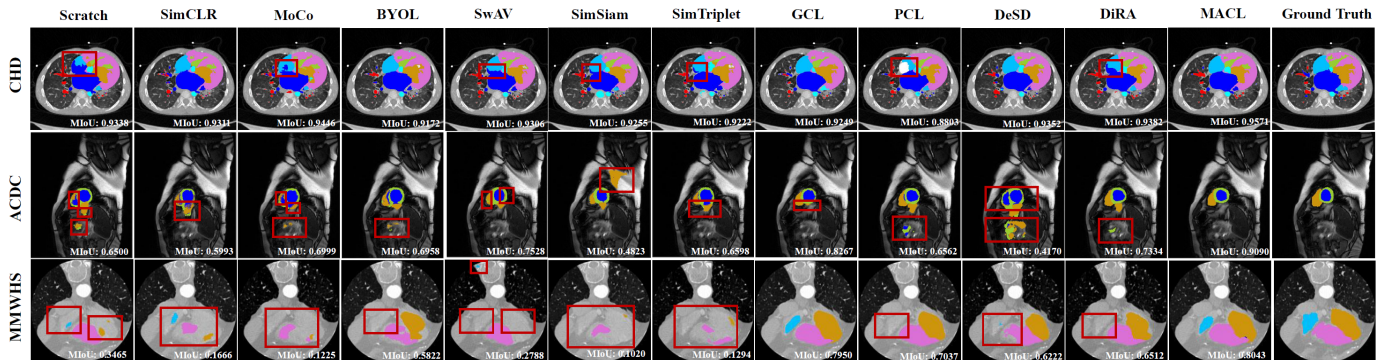 Scratch SimCLR MoCo BYOL SwAV SimSiam SimTriplet GCL PCL DeSD DiRA MACL Ground Truth
CHD
MIoU: 0.9338 MIoU: 0.9311 MIoU: 0.9446 MIoU: 0.9172 MIoU: 0.9306 MIoU: 0.9255 MIoU: 0.9222 MIoU: 0.9249 MIoU: 0.8803 MIoU: 0.9352 MIoU: 0.9382 MIoU: 0.9571
ACDC
MIoU: 0.6500 MIoU: 0.5993 MIoU: 0.6999 MIoU: 0.6958 MIoU: 0.7528 MIoU: 0.4823 MIoU: 0.6598 MIoU: 0.8267 MIoU: 0.6562 MIoU: 0.4170 MIoU: 0.7334 MIoU: 0.9090
MMWHS
MIoU: 0.3465 MIoU: 0.1666 MIoU: 0.1225 MIoU: 0.5822 MIoU: 0.2788 MIoU: 0.1020 MIoU: 0.1294 MIoU: 0.7950 MIoU: 0.7037 MIoU: 0.6222 MIoU: 0.6512 MIoU: 0.8043